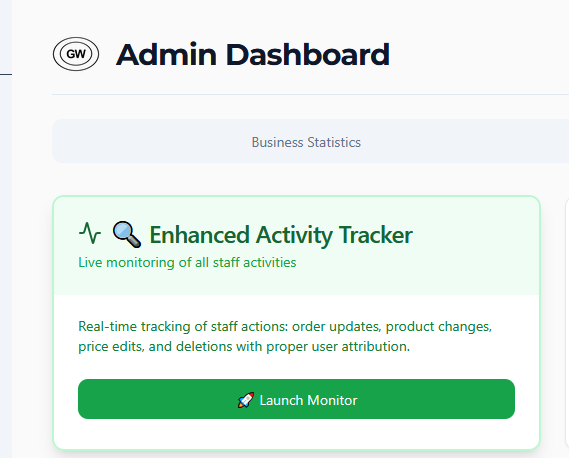 GW
Admin Dashboard
Business Statistics
Enhanced Activity Tracker
Live monitoring of all staff activities
Real-time tracking of staff actions: order updates, product changes,
price edits, and deletions with proper user attribution.
🚀 Launch Monitor